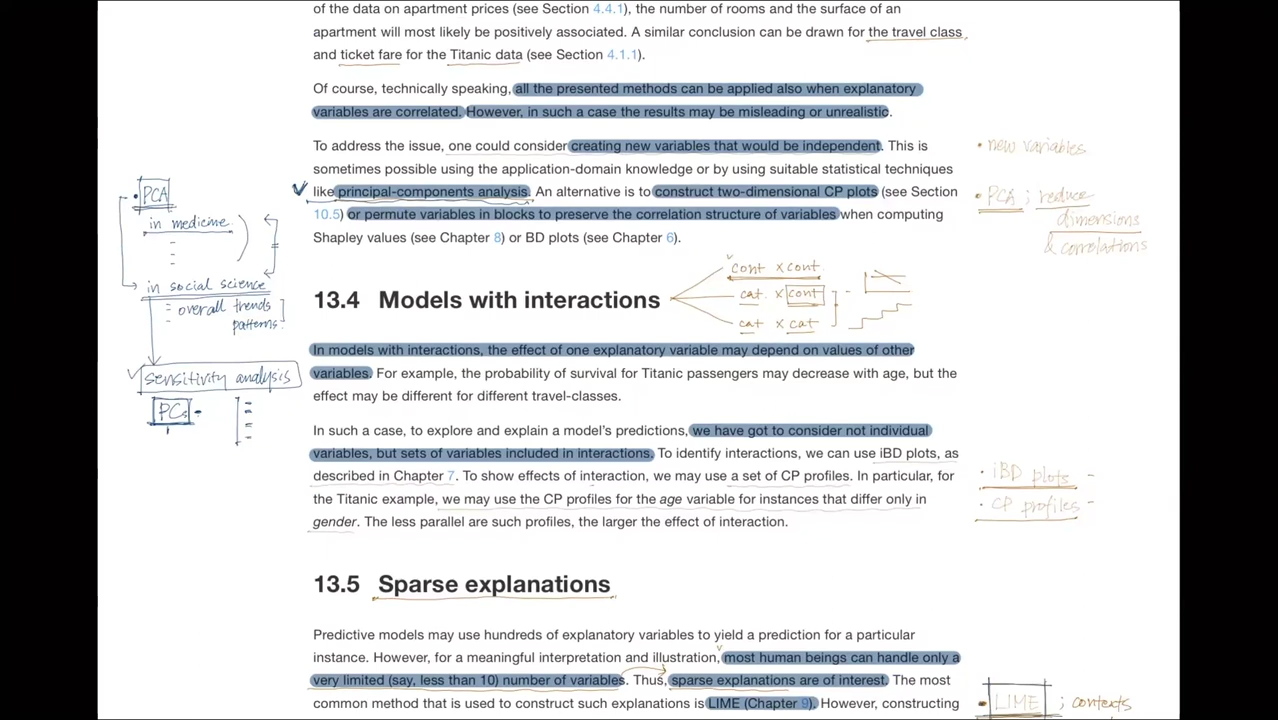 of the data on apartment prices (see Section 4.4.1), the number of rooms and the surface of an
apartment will most likely be positively associated. A similar conclusion can be drawn for the travel class
and ticket fare for the Titanic data (see Section 4.1.1).
Of course, technically speaking, all the presented methods can be applied also when explanatory
variables are correlated. However, in such a case the results may be misleading or unrealistic.
To address the issue, one could consider creating new variables that would be independent. This is
sometimes possible using the application-domain knowledge or by using suitable statistical techniques
like principal-components analysis. An alternative is to construct two-dimensional CP plots (see Section
10.5) or permute variables in blocks to preserve the correlation structure of variables when computing
Shapley values (see Chapter 8) or BD plots (see Chapter 6).
• new variables
• PCA ; reduce
dimensions
& correlations
• PCA
in medicine
in social science
overall trends
patterns
sensitivity analysis
PCs
13.4 Models with interactions
cont × cont
cat. × cont
cat × cat
In models with interactions, the effect of one explanatory variable may depend on values of other
variables. For example, the probability of survival for Titanic passengers may decrease with age, but the
effect may be different for different travel-classes.
In such a case, to explore and explain a model's predictions, we have got to consider not individual
variables, but sets of variables included in interactions. To identify interactions, we can use iBD plots, as
described in Chapter 7. To show effects of interaction, we may use a set of CP profiles. In particular, for
the Titanic example, we may use the CP profiles for the age variable for instances that differ only in
gender. The less parallel are such profiles, the larger the effect of interaction.
• iBD plots -
• CP profiles -
13.5 Sparse explanations
Predictive models may use hundreds of explanatory variables to yield a prediction for a particular
instance. However, for a meaningful interpretation and illustration, most human beings can handle only a
very limited (say, less than 10) number of variables. Thus, sparse explanations are of interest. The most
common method that is used to construct such explanations is LIME (Chapter 9). However, constructing
• LIME ; contexts